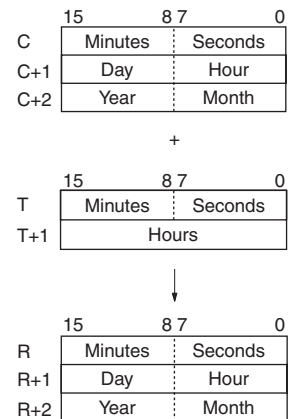 15 8 7 0
C Minutes Seconds
C+1 Day Hour
C+2 Year Month
+
15 8 7 0
T Minutes Seconds
T+1 Hours
15 8 7 0
R Minutes Seconds
R+1 Day Hour
R+2 Year Month